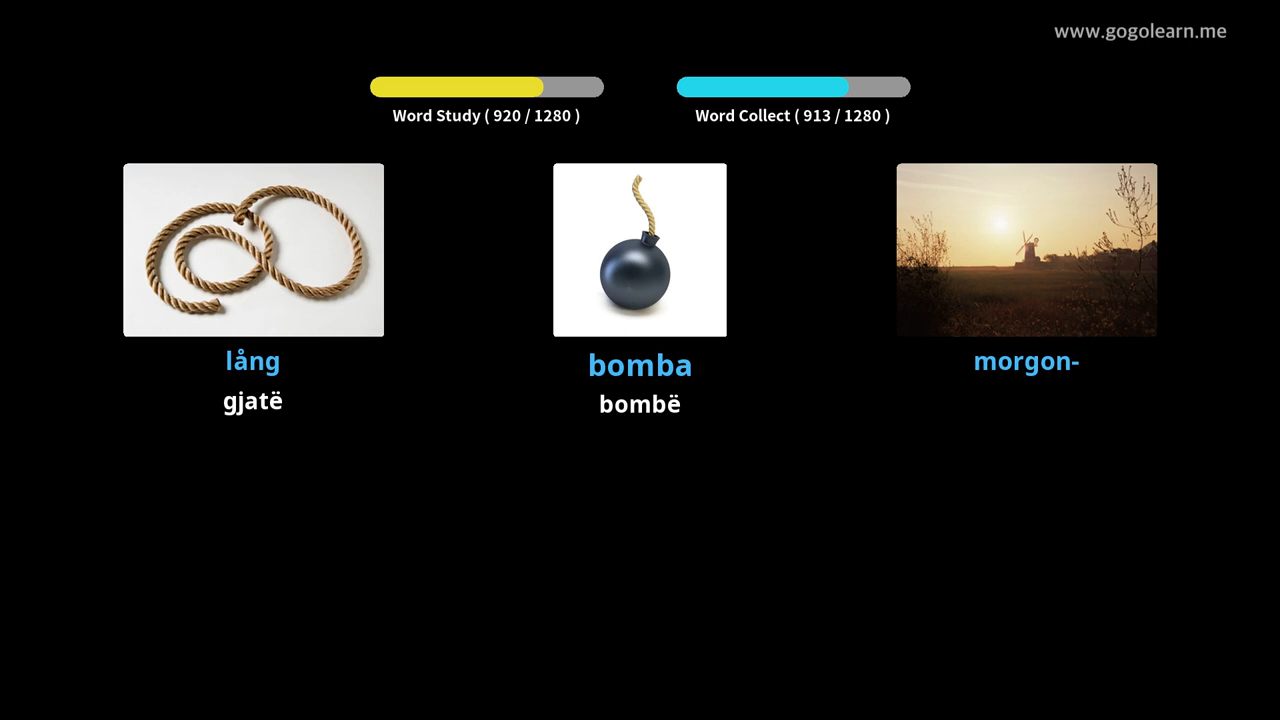 www.gogolearn.me
Word Study ( 920 / 1280 )
Word Collect ( 913 / 1280 )
lång
gjatë
bomba
bombë
morgon-